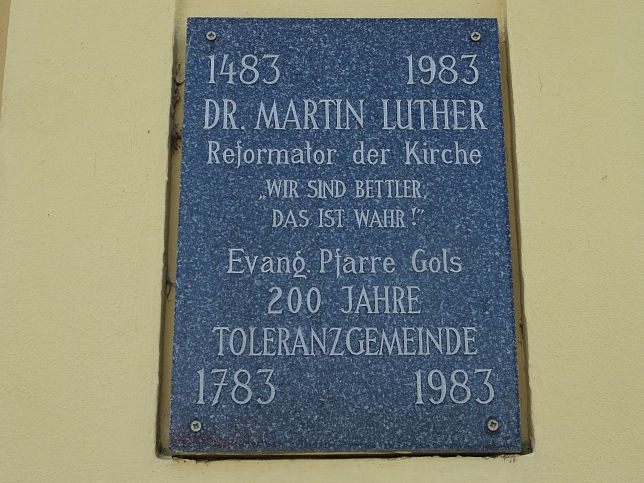 1483 1983
DR. MARTIN LUTHER
Reformator der Kirche
„WIR SIND BETTLER,
DAS IST WAHR!"
Evang. Pfarre Gols
200 JAHRE
TOLERANZGEMEINDE
1783 1983